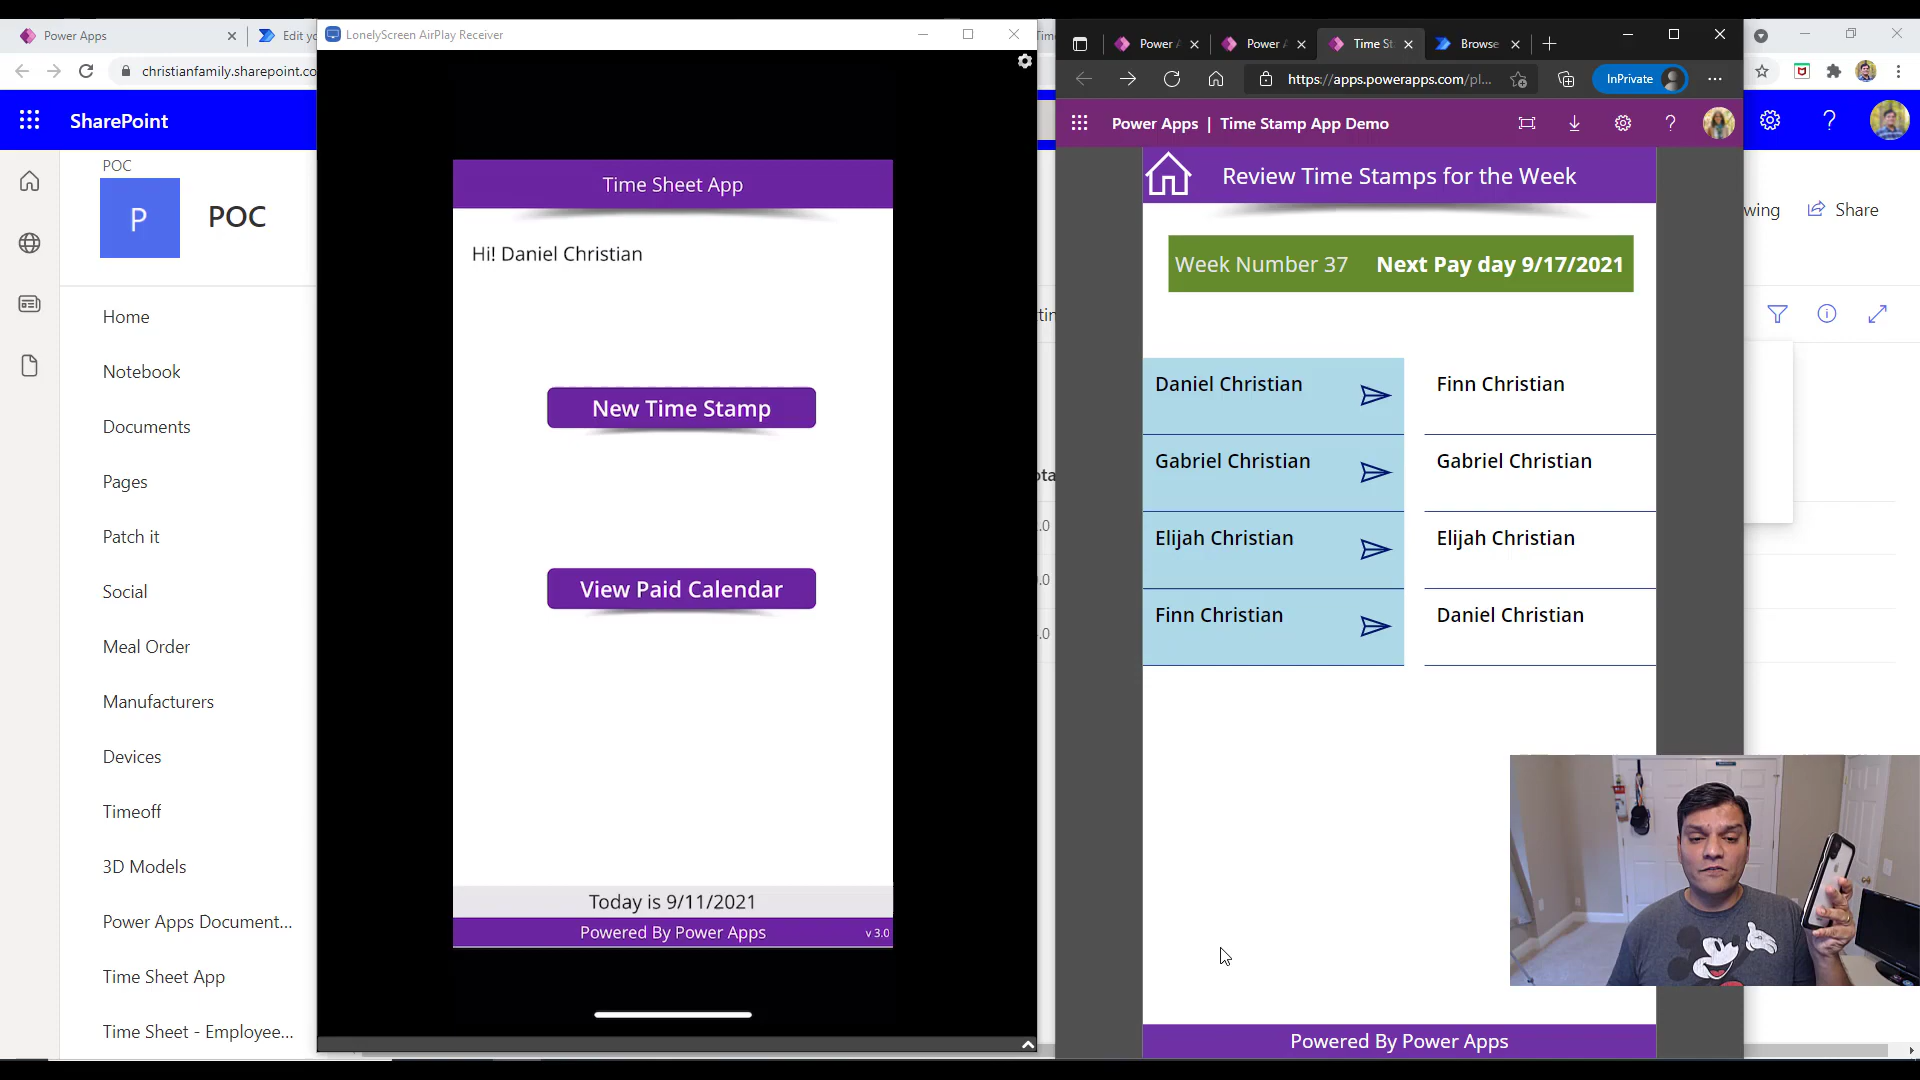 Power Apps
Edit yo
christianfamily.sharepoint.co
SharePoint
POC
P
POC
Home
Notebook
Documents
Pages
Patch it
Social
Meal Order
Manufacturers
Devices
Timeoff
3D Models
Power Apps Document...
Time Sheet App
Time Sheet - Employee...
LonelyScreen AirPlay Receiver
Time Sheet App
Hi! Daniel Christian
New Time Stamp
View Paid Calendar
Today is 9/11/2021
Powered By Power Apps
v 3.0
Power A
Power A
Time St
Browse
https://apps.powerapps.com/pl...
InPrivate
Power Apps | Time Stamp App Demo
Review Time Stamps for the Week
Week Number 37 Next Pay day 9/17/2021
Daniel Christian
Finn Christian
Gabriel Christian
Gabriel Christian
Elijah Christian
Elijah Christian
Finn Christian
Daniel Christian
Powered By Power Apps
wing
Share